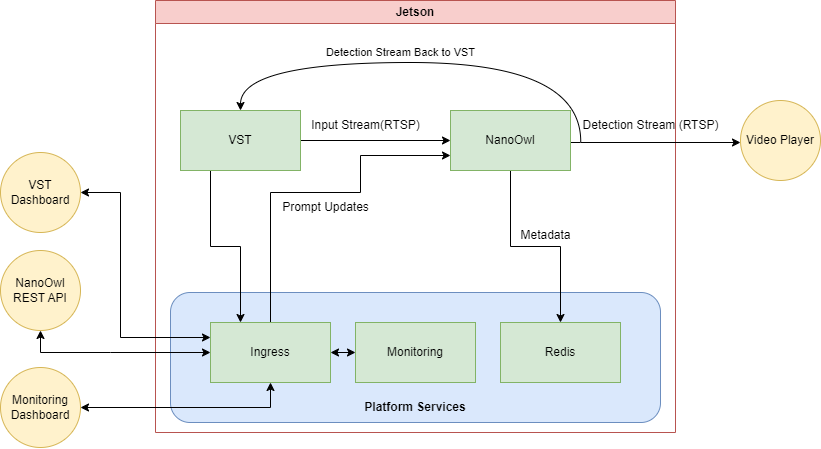 Jetson
Detection Stream Back to VST
VST
Input Stream(RTSP)
NanoOwl
Detection Stream (RTSP)
Video Player
VST
Dashboard
Prompt Updates
Metadata
NanoOwl
REST API
Ingress
Monitoring
Redis
Monitoring
Dashboard
Platform Services